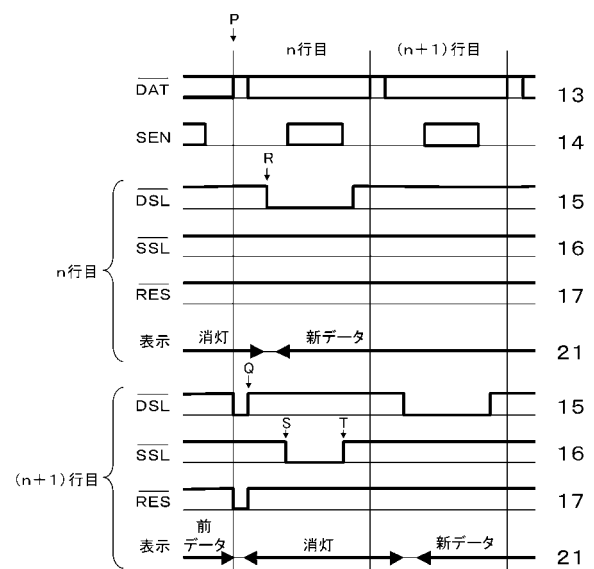 P
n行目 (n+1)行目
DAT 13
SEN 14
R
DSL 15
SSL 16
n行目
RES 17
表示 消灯 新データ 21
Q
DSL 15
S T
SSL 16
(n+1)行目
RES 17
前
表示 データ 消灯 新データ 21